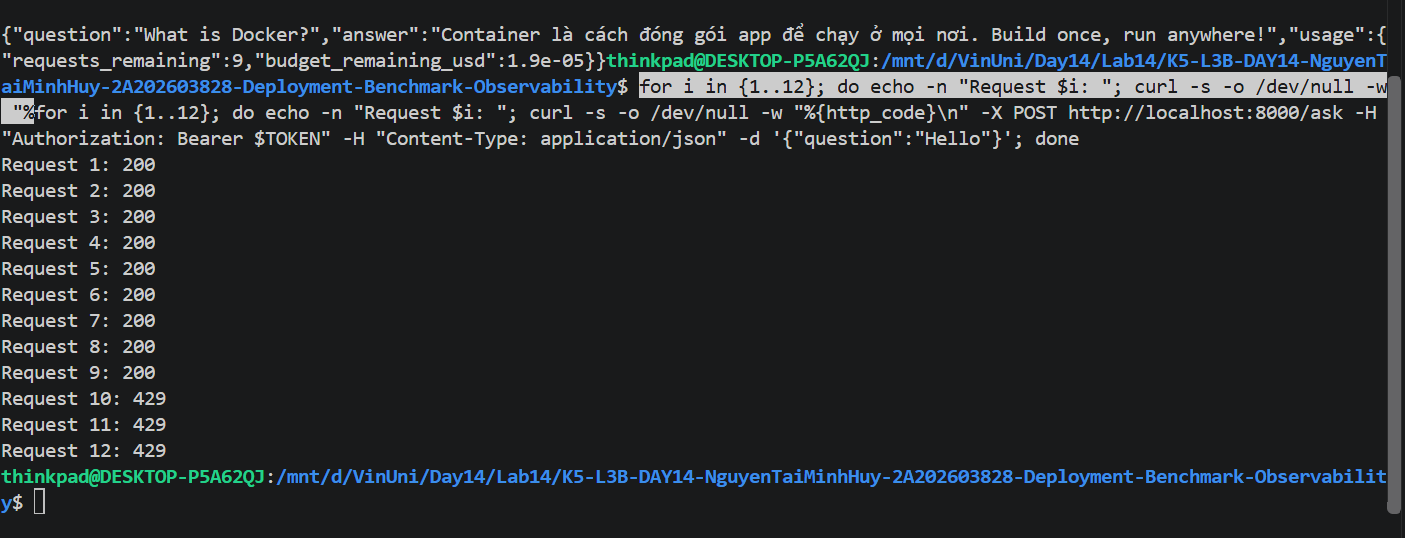 {"question":"What is Docker?","answer":"Container là cách đóng gói app để chạy ở mọi nơi. Build once, run anywhere!","usage":{
"requests_remaining":9,"budget_remaining_usd":1.9e-05}}thinkpad@DESKTOP-P5A62QJ:/mnt/d/VinUni/Day14/Lab14/K5-L3B-DAY14-NguyenT
aiMinhHuy-2A202603828-Deployment-Benchmark-Observability$ for i in {1..12}; do echo -n "Request $i: "; curl -s -o /dev/null -w
 "%for i in {1..12}; do echo -n "Request $i: "; curl -s -o /dev/null -w "%{http_code}\n" -X POST http://localhost:8000/ask -H
"Authorization: Bearer $TOKEN" -H "Content-Type: application/json" -d '{"question":"Hello"}'; done
Request 1: 200
Request 2: 200
Request 3: 200
Request 4: 200
Request 5: 200
Request 6: 200
Request 7: 200
Request 8: 200
Request 9: 200
Request 10: 429
Request 11: 429
Request 12: 429
thinkpad@DESKTOP-P5A62QJ:/mnt/d/VinUni/Day14/Lab14/K5-L3B-DAY14-NguyenTaiMinhHuy-2A202603828-Deployment-Benchmark-Observabilit
y$